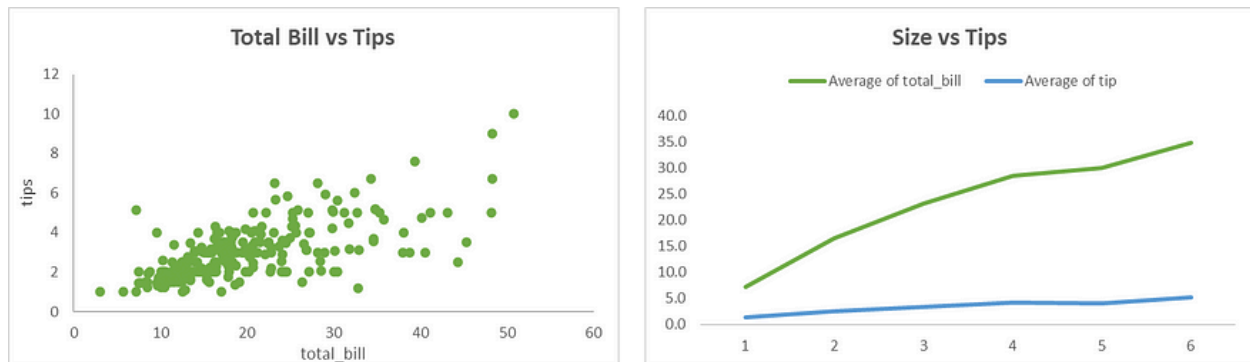 Total Bill vs Tips
12
10
8
6
4
2
0
tips
0 10 20 30 40 50 60
total_bill
Size vs Tips
Average of total_bill Average of tip
40.0
35.0
30.0
25.0
20.0
15.0
10.0
5.0
0.0
1 2 3 4 5 6